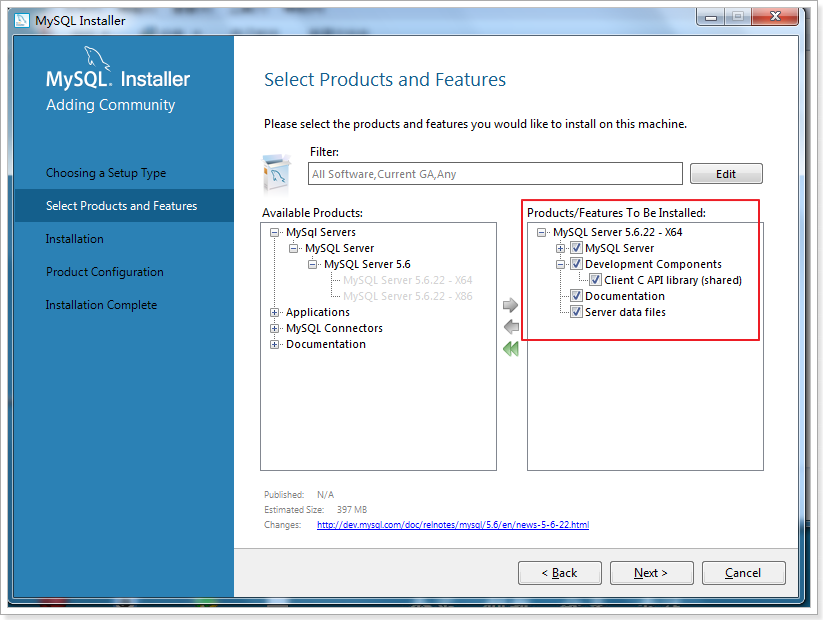 MySQL Installer
MySQL. Installer
Adding Community
Choosing a Setup Type
Select Products and Features
Installation
Product Configuration
Installation Complete
Select Products and Features
Please select the products and features you would like to install on this machine.
Filter:
All Software,Current GA,Any
Edit
Available Products:
MySql Servers
MySQL Server
MySQL Server 5.6
MySQL Server 5.6.22 - X64
MySQL Server 5.6.22 - X86
Applications
MySQL Connectors
Documentation
Products/Features To Be Installed:
MySQL Server 5.6.22 - X64
MySQL Server
Development Components
Client C API library (shared)
Documentation
Server data files
Published: N/A
Estimated Size: 397 MB
Changes: http://dev.mysql.com/doc/relnotes/mysql/5.6/en/news-5-6-22.html
< Back
Next >
Cancel